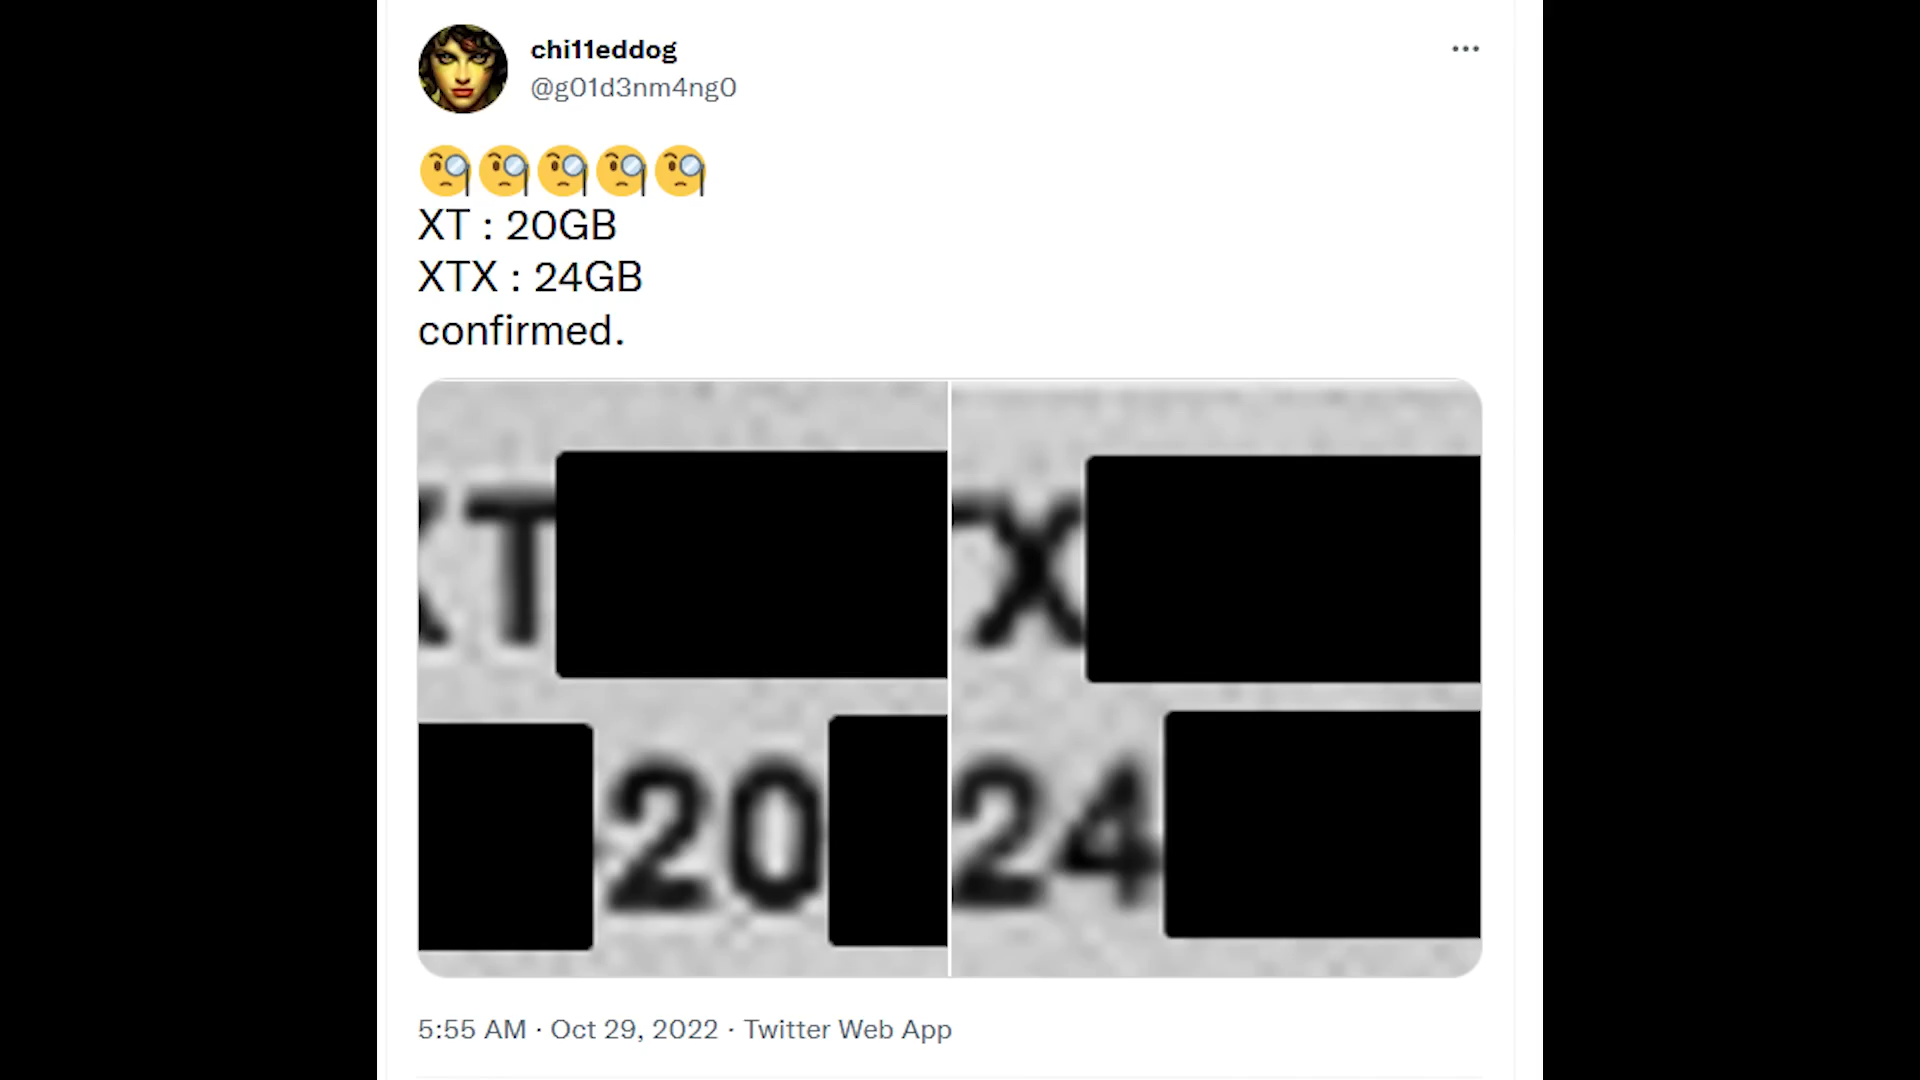 chi11eddog
@g01d3nm4ng0
🧐🧐🧐🧐🧐
XT : 20GB
XTX : 24GB
confirmed.
XT
20
TX
24
5:55 AM · Oct 29, 2022 · Twitter Web App